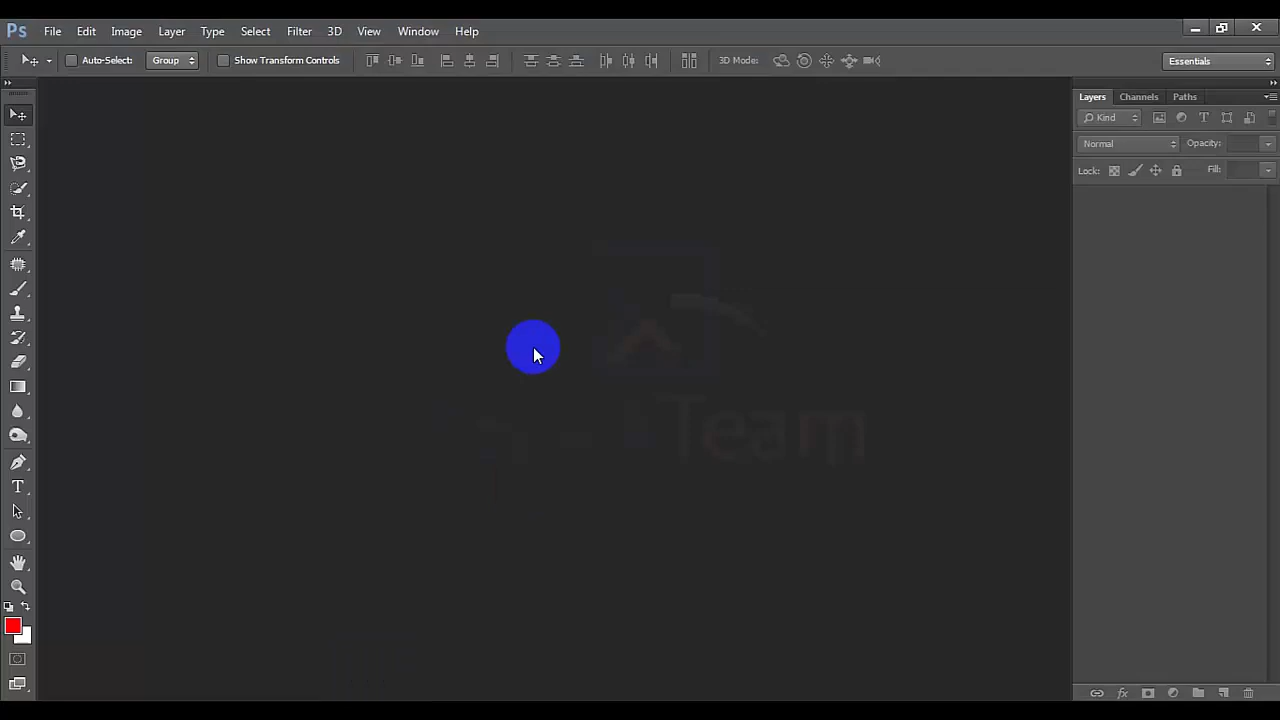 Ps File Edit Image Layer Type Select Filter 3D View Window Help
Auto-Select: Group Show Transform Controls 3D Mode: Essentials
Layers Channels Paths
Kind
Normal Opacity:
Lock: Fill:
Team